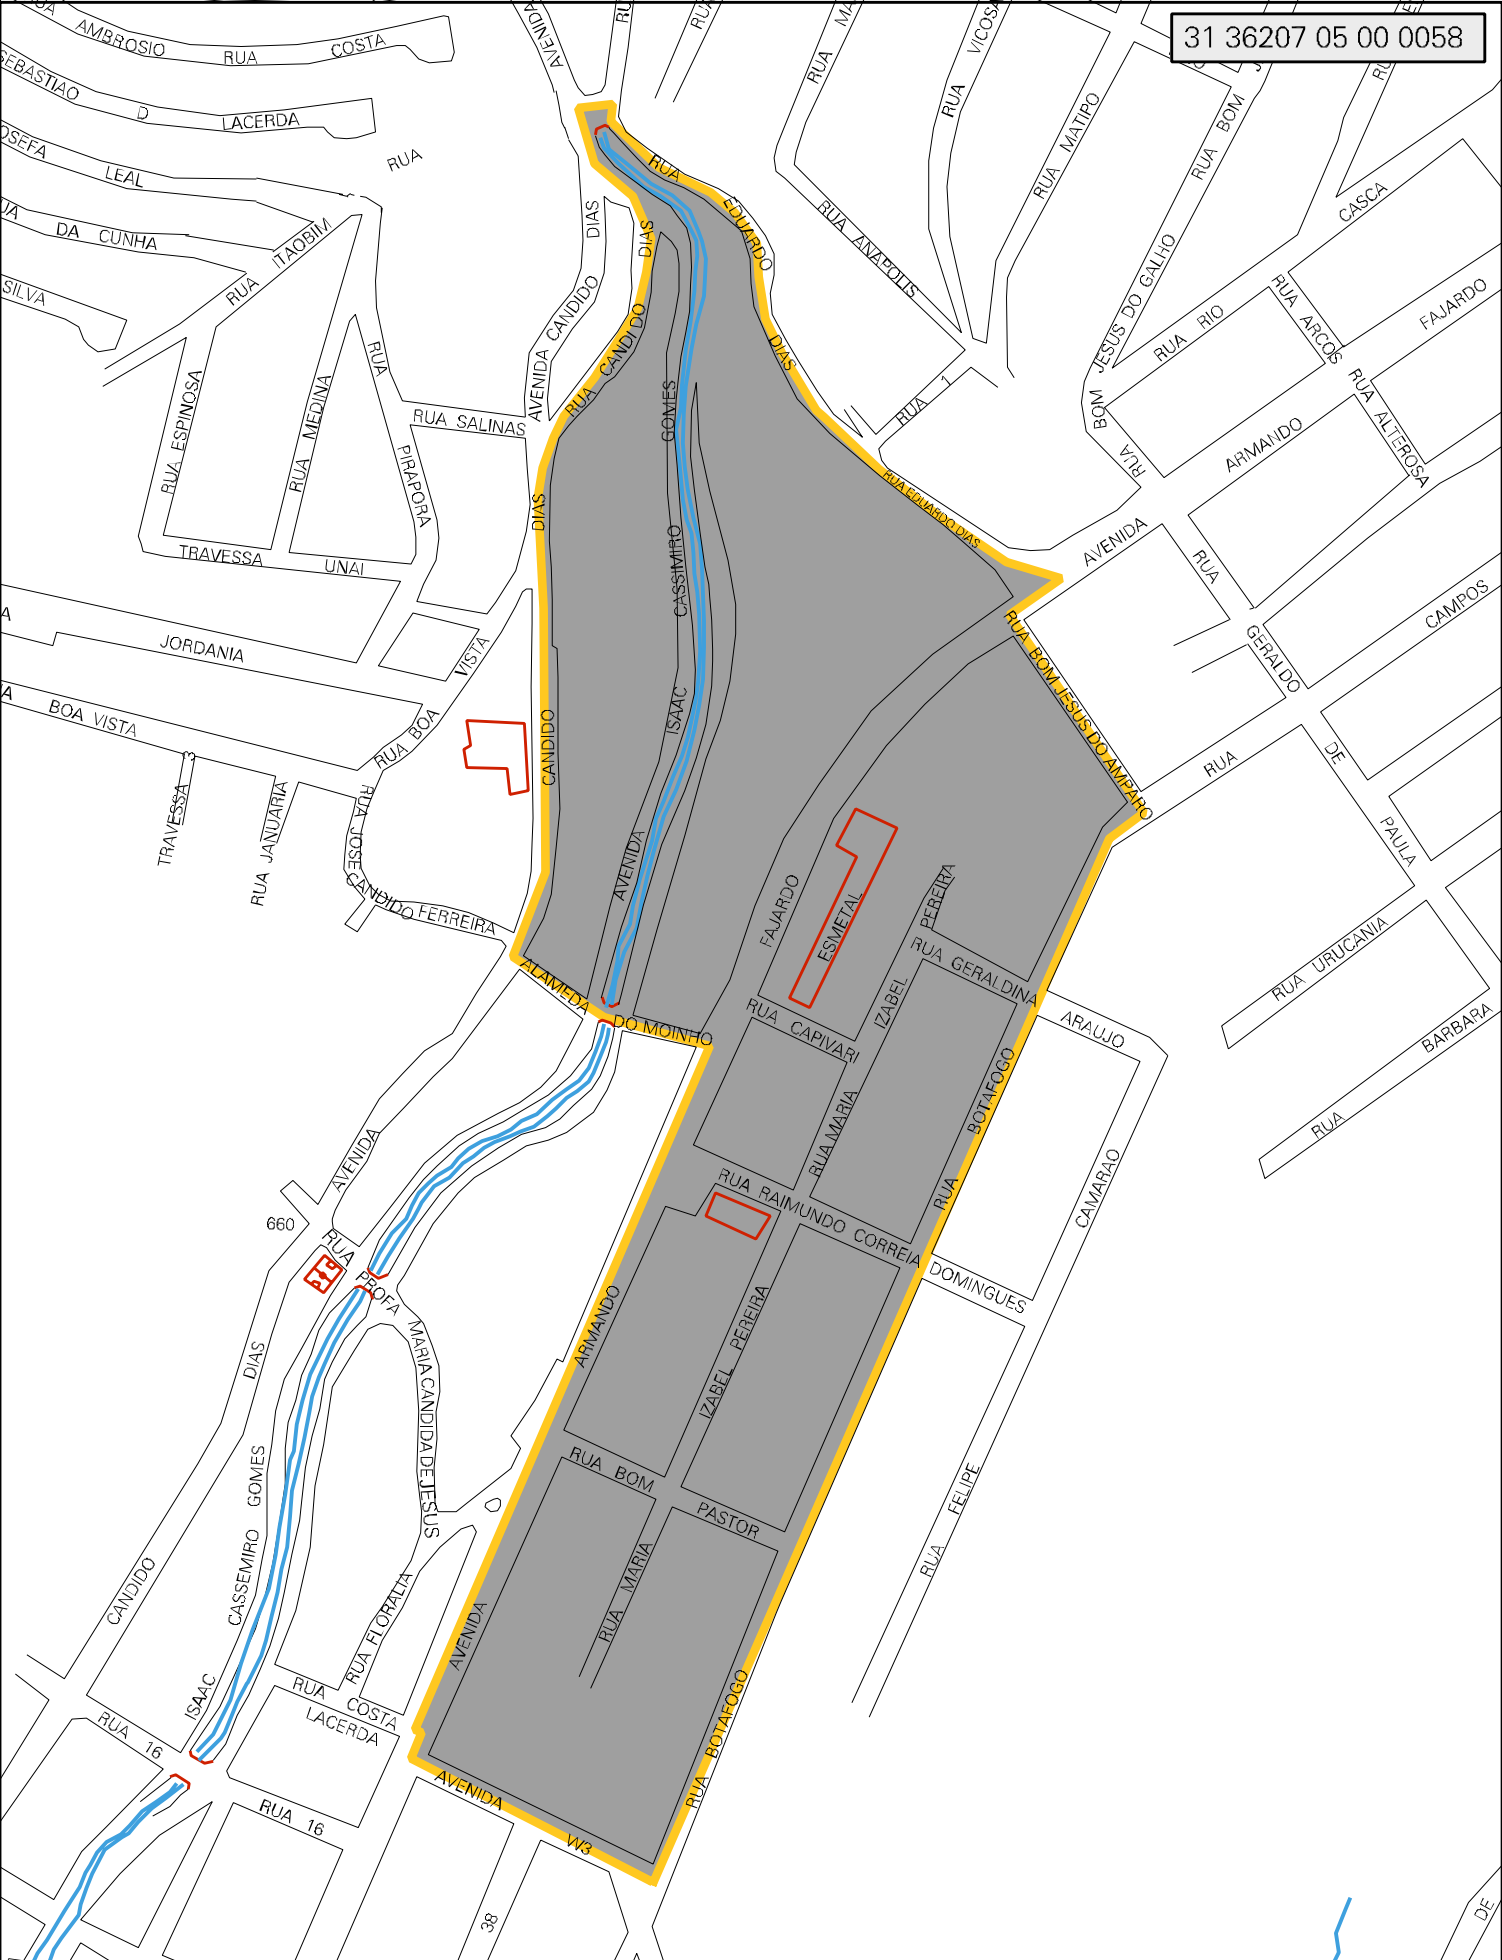 31 36207 05 00 0058
AMBROSIO RUA COSTA
SEBASTIAO D LACERDA
LEAL
RUA
DA CUNHA
SILVA
RUA ITAOBIM
AVENIDA
RUA VICOSA
RUA MATIPO
RUA BOM
JESUS DO GALHO
RUA
BOM
RUA ANAPOLIS
RUA 1
CASCA
RUA RIO
RUA ARCOS
FAJARDO
RUA ALTEROSA
ARMANDO
AVENIDA
RUA EDUARDO DIAS
RUA EDUARDO DIAS
DIAS
DIAS
AVENIDA CANDIDO
RUA CANDIDO
DIAS
CANDIDO
RUA ESPINOSA
RUA MEDINA
RUA
PIRAPORA
RUA SALINAS
TRAVESSA UNAI
JORDANIA
BOA VISTA
RUA BOA
VISTA
TRAVESSA 3
RUA JANUARIA
RUA JOSE
CANDIDO FERREIRA
GOMES
CASSIMIRO
ISAAC
AVENIDA
RUA BOM JESUS DO AMPARO
RUA
GERALDO
DE
PAULA
CAMPOS
RUA
RUA URUCANIA
RUA
BARBARA
FAJARDO
ESMETAL
PEREIRA
IZABEL
RUA MARIA
RUA GERALDINA
ARAUJO
RUA CAPIVARI
ALAMEDA
DO MOINHO
BOTAFOGO
RUA
CAMARAO
RUA RAIMUNDO CORREIA
DOMINGUES
AVENIDA
660
RUA PROFA
MARIA CANDIDA DE JESUS
DIAS
CANDIDO
GOMES
CASSEMIRO
ISAAC
ARMANDO
IZABEL PEREIRA
RUA BOM
PASTOR
RUA FELIPE
RUA MARIA
AVENIDA
RUA FLORALIA
RUA COSTA
LACERDA
RUA 16
RUA 16
BOTAFOGO
RUA
AVENIDA
W3
38
DE